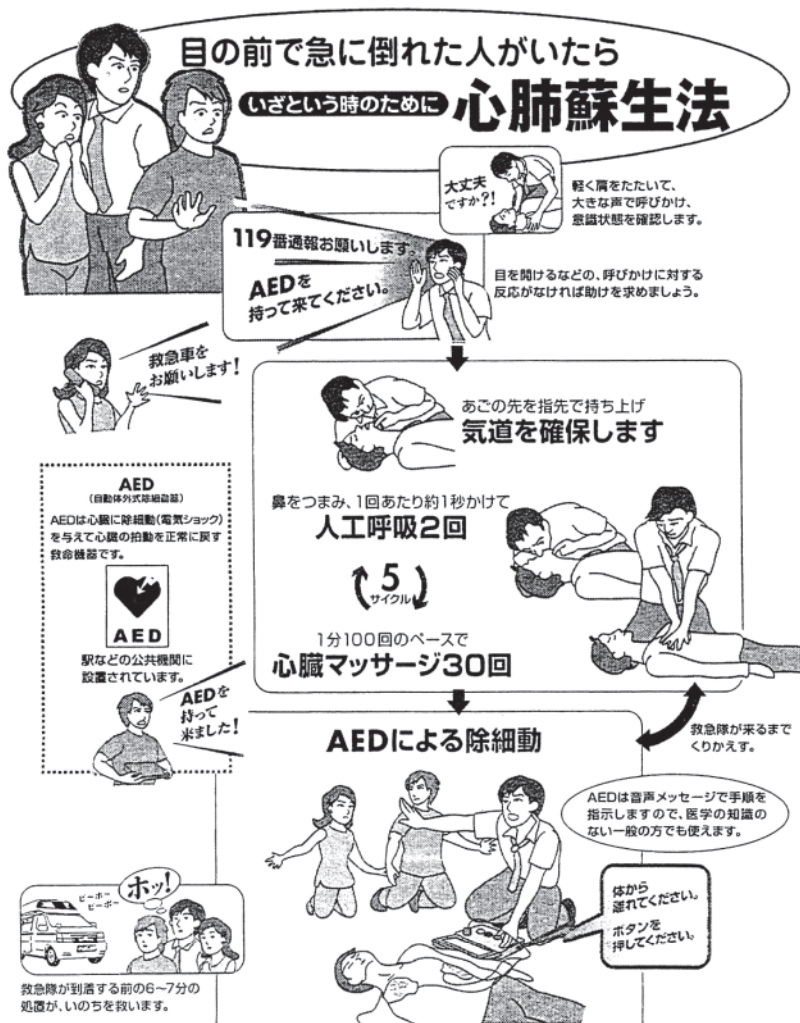 目の前で急に倒れた人がいたら
いざという時のために 心肺蘇生法
大丈夫
ですか?!
軽く肩をたたいて、
大きな声で呼びかけ、
意識状態を確認します。
119番通報お願いします。
AEDを
持って来てください。
目を開けるなどの、呼びかけに対する
反応がなければ助けを求めましょう。
救急車を
お願いします!
あごの先を指先で持ち上げ
気道を確保します
鼻をつまみ、1回あたり約1秒かけて
人工呼吸2回
5
サイクル
1分100回のペースで
心臓マッサージ30回
AED
(自動体外式除細動器)
AEDは心臓に除細動(電気ショック)
を与えて心臓の拍動を正常に戻す
救命機器です。
AED
駅などの公共機関に
設置されています。
AEDを
持って
来ました!
救急隊が来るまで
くりかえす。
AEDによる除細動
AEDは音声メッセージで手順を
指示しますので、医学の知識の
ない一般の方でも使えます。
体から
離れてください。
ボタンを
押してください。
ピーポー
ピーポー
ホッ!
救急隊が到着する前の6〜7分の
処置が、いのちを救います。